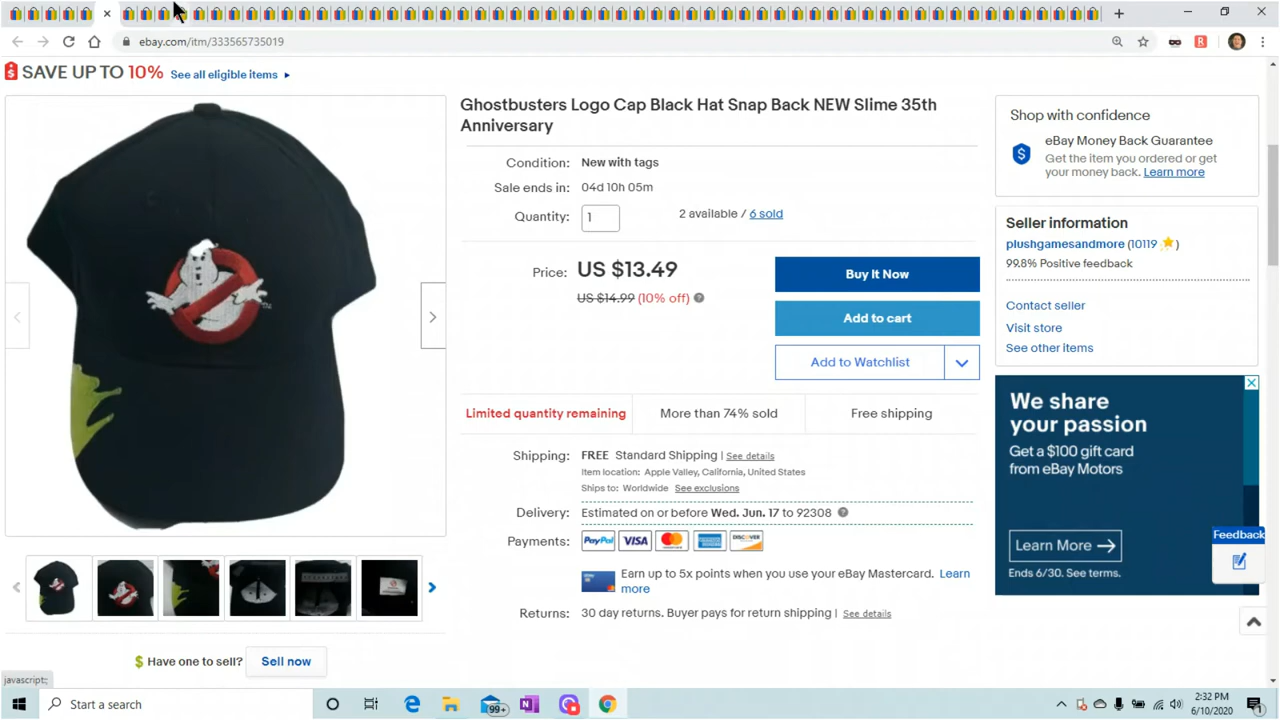 ebay.com/itm/333565735019
SAVE UP TO 10% See all eligible items
Ghostbusters Logo Cap Black Hat Snap Back NEW Slime 35th
Anniversary
Condition: New with tags
Sale ends in: 04d 10h 05m
Quantity: 1 2 available / 6 sold
Price: US $13.49
US $14.99 (10% off)
Buy It Now
Add to cart
Add to Watchlist
Limited quantity remaining More than 74% sold Free shipping
Shipping: FREE Standard Shipping | See details
Item location: Apple Valley, California, United States
Ships to: Worldwide See exclusions
Delivery: Estimated on or before Wed. Jun. 17 to 92308
Payments: PayPal VISA DISCOVER
Earn up to 5x points when you use your eBay Mastercard. Learn
more
Returns: 30 day returns. Buyer pays for return shipping | See details
Shop with confidence
eBay Money Back Guarantee
Get the item you ordered or get
your money back. Learn more
Seller information
plushgamesandmore (10119 )
99.8% Positive feedback
Contact seller
Visit store
See other items
We share
your passion
Get a $100 gift card
from eBay Motors
Learn More
Ends 6/30. See terms.
Feedback
$ Have one to sell? Sell now
javascript:;
Start a search
99+
2:32 PM
6/10/2020
1